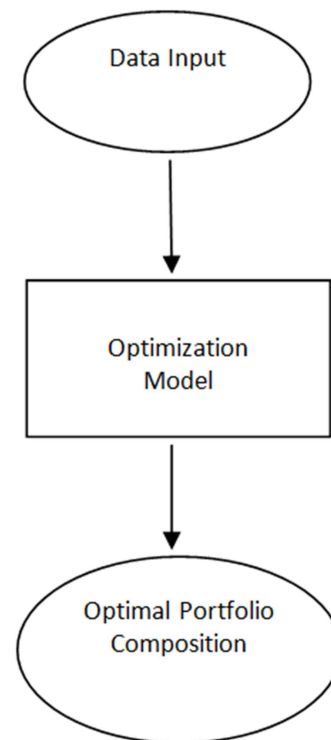 Data Input
Optimization
Model
Optimal Portfolio
Composition